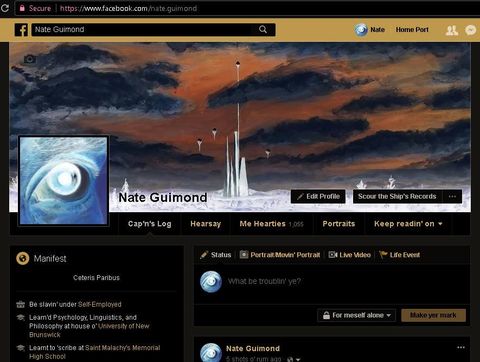 Secure | https://www.facebook.com/nate.guimond
f Nate Guimond Nate Home Port
Nate Guimond
Edit Profile Scour the Ship's Records ...
Cap'n's Log Hearsay Me Hearties 1,055 Portraits Keep readin' on
Manifest
Ceteris Paribus
Be slavin' under Self-Employed
Learn'd Psychology, Linguistics, and
Philosophy at house o' University of New
Brunswick
Learnt to 'scribe at Saint Malachy's Memorial
High School
Status Portrait/Movin' Portrait Live Video Life Event
What be troublin' ye?
For meself alone Make yer mark
Nate Guimond
5 shots o' rum ago